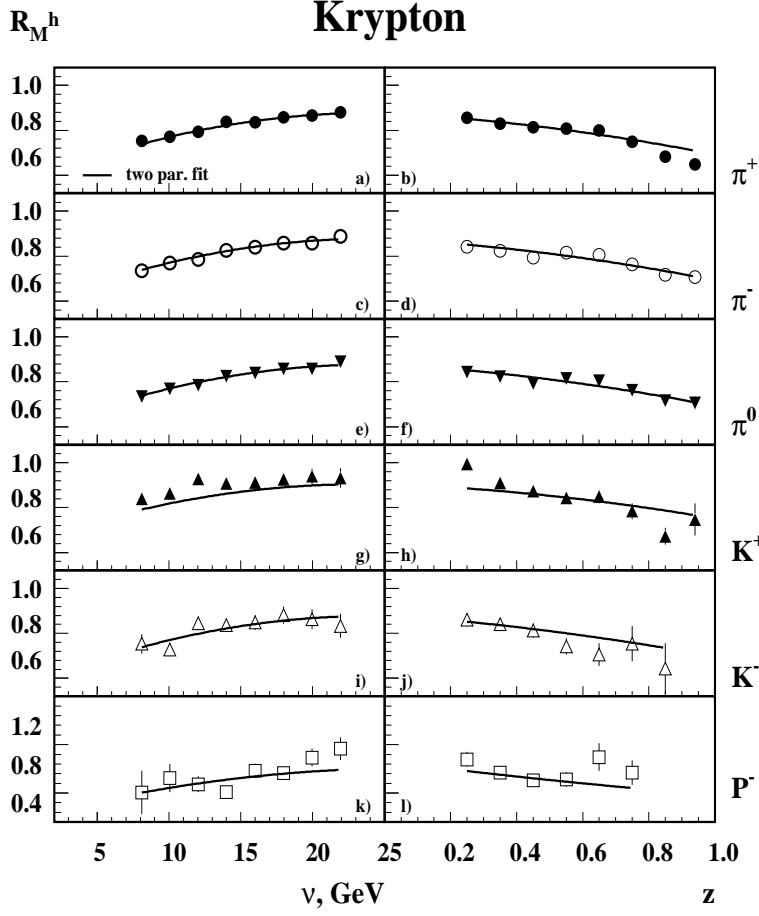 R_M^h Krypton
1.0
0.8
0.6
two par. fit
a)
b)
π+
1.0
0.8
0.6
c)
d)
π-
1.0
0.8
0.6
e)
f)
π0
1.0
0.8
0.6
g)
h)
K+
1.0
0.8
0.6
i)
j)
K-
1.2
0.4
k)
l)
P-
5 10 15 20 25 0.2 0.4 0.6 0.8 1.0
ν, GeV z